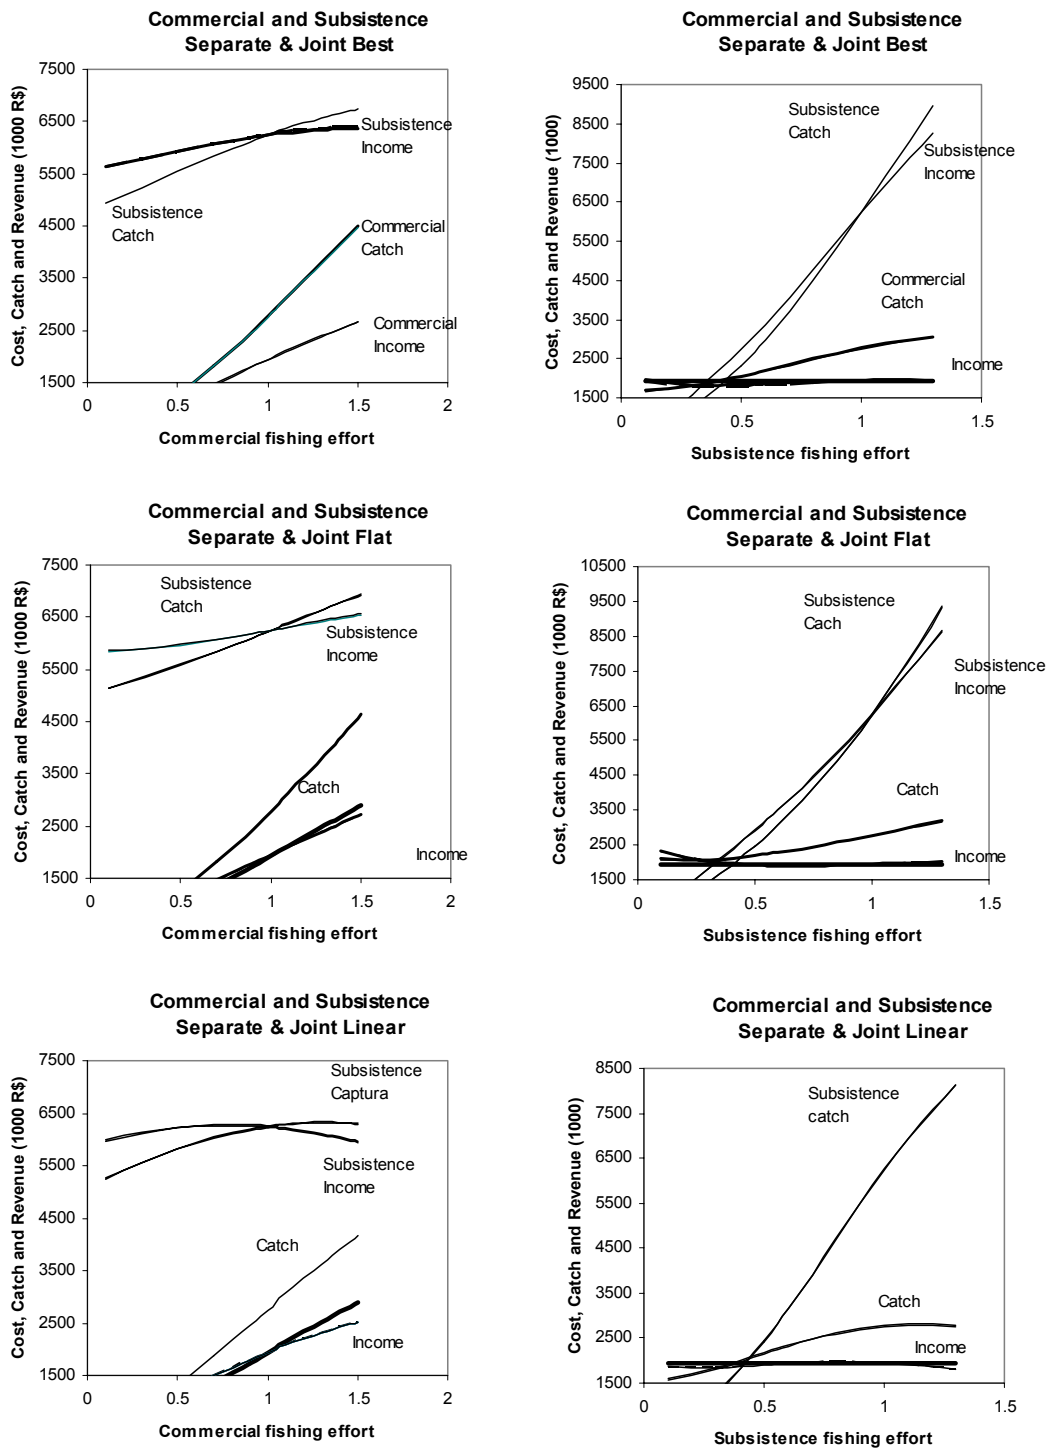 Commercial and Subsistence
Separate & Joint Best
Cost, Catch and Revenue (1000 R$)
7500
6500
5500
4500
3500
2500
1500
0
0.5
1
1.5
2
Subsistence
Income
Subsistence
Catch
Commercial
Catch
Commercial
Income
Commercial fishing effort
Commercial and Subsistence
Separate & Joint Best
Cost, Catch and Revenue (1000)
9500
8500
7500
6500
5500
4500
3500
2500
1500
0
0.5
1
1.5
Subsistence
Catch
Subsistence
Income
Commercial
Catch
Income
Subsistence fishing effort
Commercial and Subsistence
Separate & Joint Flat
Cost, Catch and Revenue (1000 R$)
7500
6500
5500
4500
3500
2500
1500
0
0.5
1
1.5
2
Subsistence
Catch
Subsistence
Income
Catch
Income
Commercial fishing effort
Commercial and Subsistence
Separate & Joint Flat
Cost, Catch and Revenue (1000 R$)
10500
9500
8500
7500
6500
5500
4500
3500
2500
1500
0
0.5
1
1.5
Subsistence
Cach
Subsistence
Income
Catch
Income
Subsistence fishing effort
Commercial and Subsistence
Separate & Joint Linear
Cost, Catch and Revenue (1000 R$)
7500
6500
5500
4500
3500
2500
1500
0
0.5
1
1.5
2
Subsistence
Captura
Subsistence
Income
Catch
Income
Commercial fishing effort
Commercial and Subsistence
Separate & Joint Linear
Cost, Catch and Revenue (1000)
8500
7500
6500
5500
4500
3500
2500
1500
0
0.5
1
1.5
Subsistence
catch
Catch
Income
Subsistence fishing effort